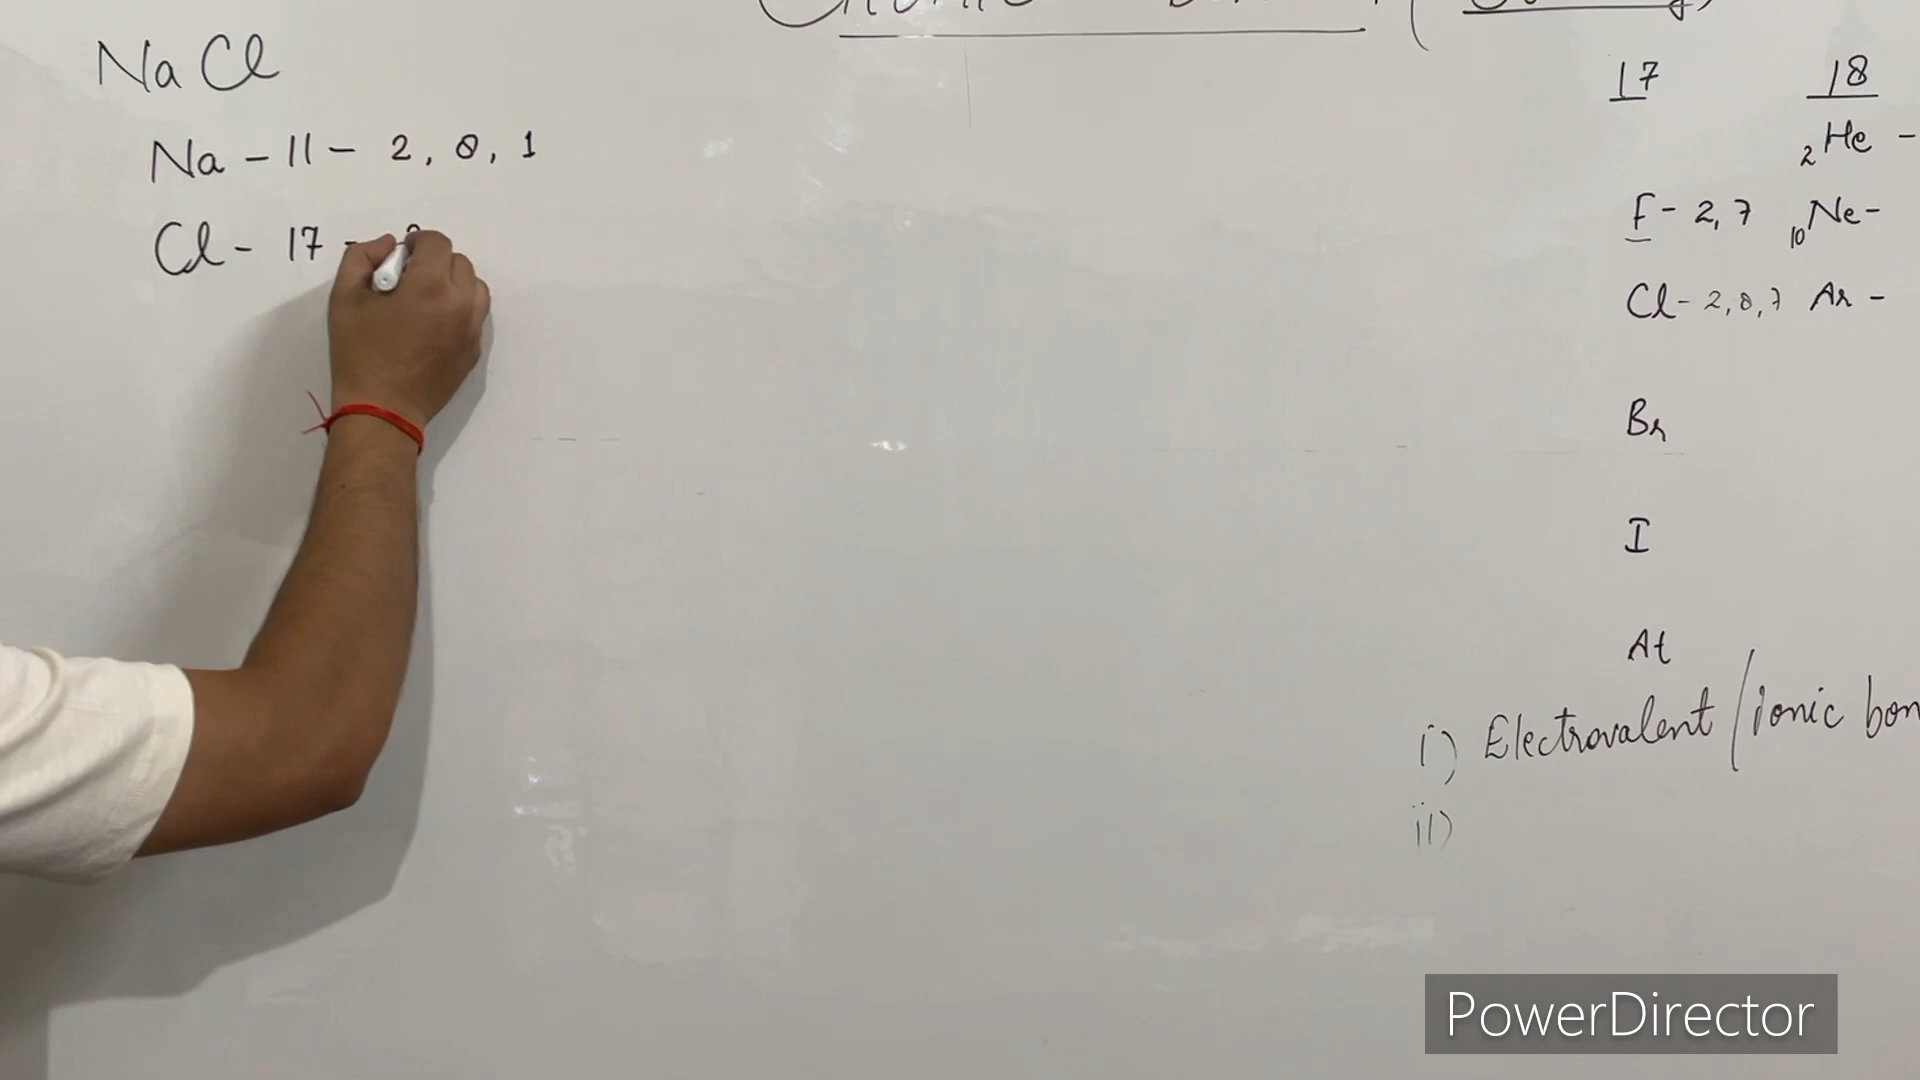 NaCl
Na - 11 - 2, 8, 1
Cl - 17 -
17 18
2He -
F - 2,7 10Ne -
Cl - 2,8,7 Ar -
Br
I
At
i) Electrovalent / ionic bon
ii)
PowerDirector